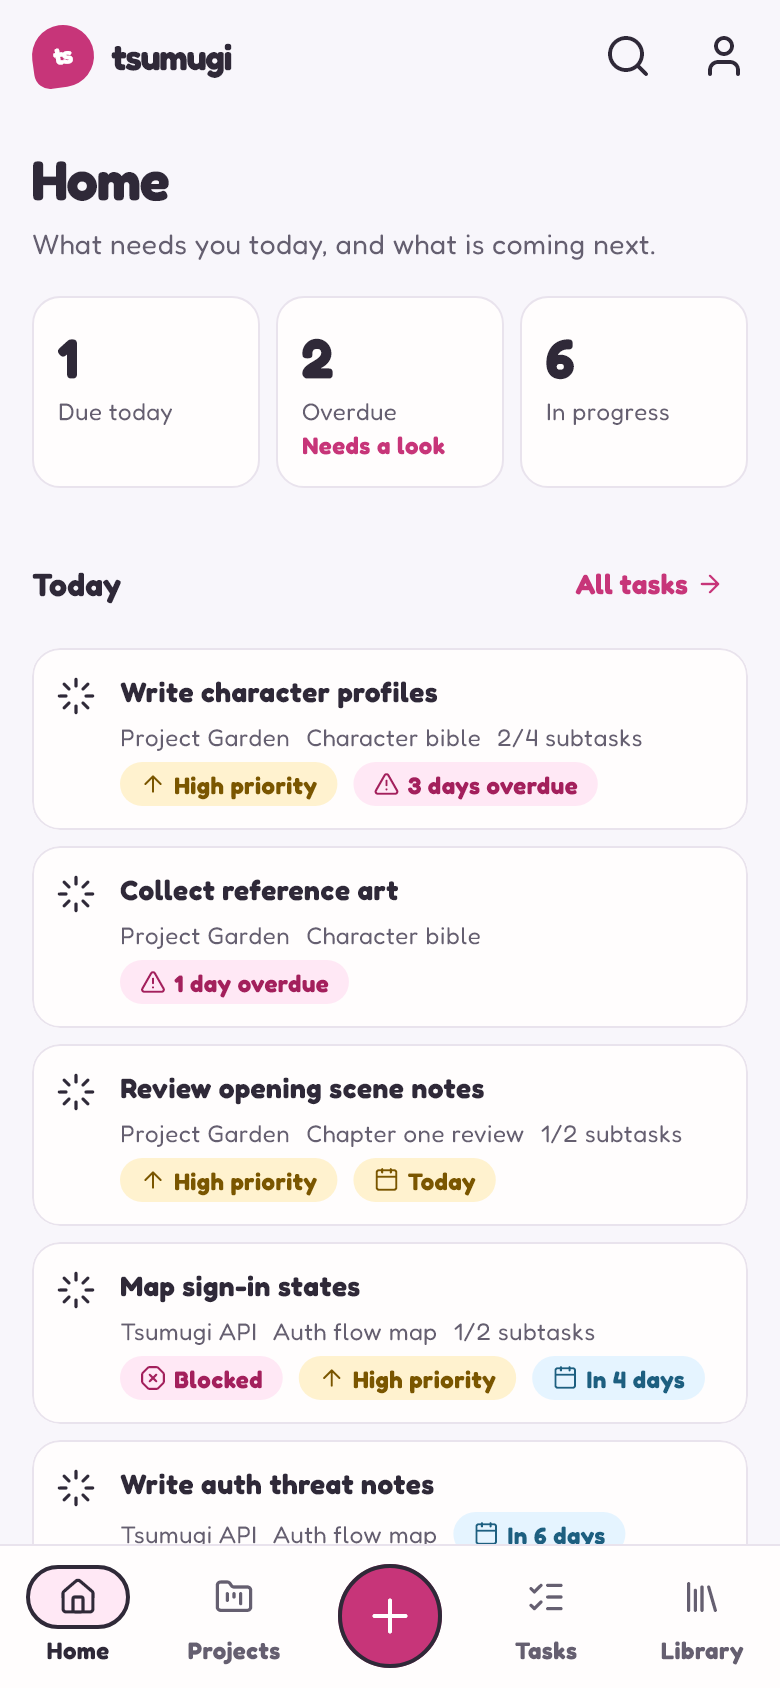 ts tsumugi
Home
What needs you today, and what is coming next.
1
Due today
2
Overdue
Needs a look
6
In progress
Today
All tasks
Write character profiles
Project Garden Character bible 2/4 subtasks
High priority 3 days overdue
Collect reference art
Project Garden Character bible
1 day overdue
Review opening scene notes
Project Garden Chapter one review 1/2 subtasks
High priority Today
Map sign-in states
Tsumugi API Auth flow map 1/2 subtasks
Blocked High priority In 4 days
Write auth threat notes
Tsumugi API Auth flow map In 6 days
Home Projects Tasks Library